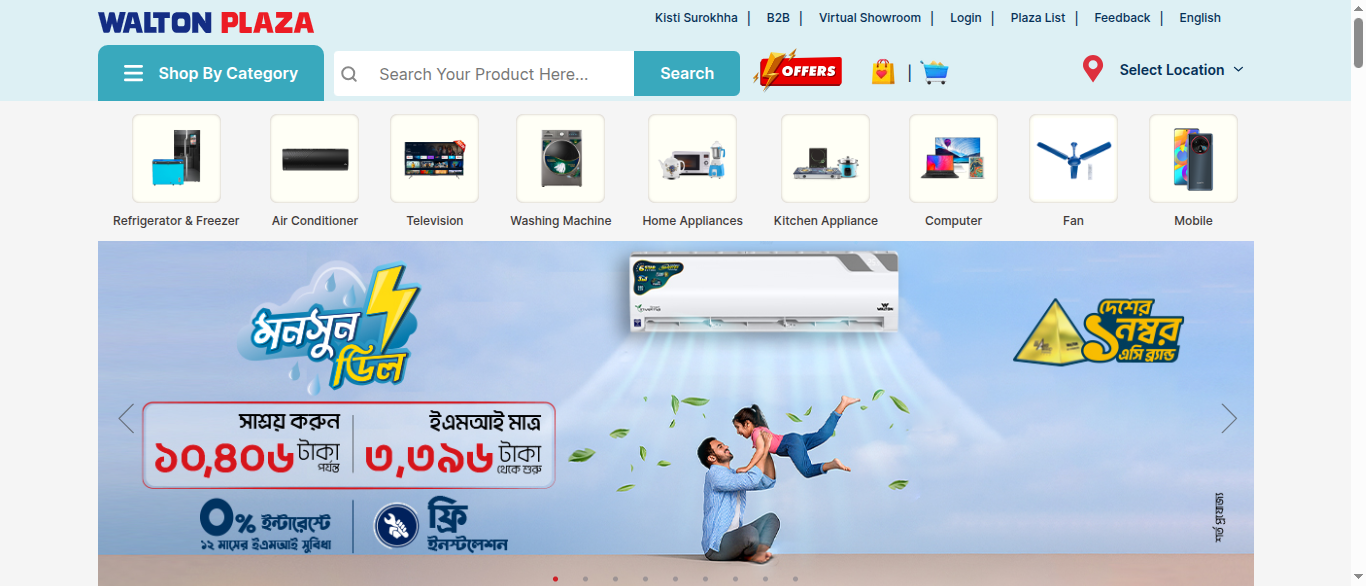 WALTON PLAZA
Kisti Surokhha | B2B | Virtual Showroom | Login | Plaza List | Feedback | English
Shop By Category
Search Your Product Here...
Search
OFFERS
Select Location
Refrigerator & Freezer
Air Conditioner
Television
Washing Machine
Home Appliances
Kitchen Appliance
Computer
Fan
Mobile
মনসুন
ডিল
WALTON
দেশের
১নম্বর
এসি ব্র্যান্ড
সাশ্রয় করুন
১০,৪০৬ টাকা
পর্যন্ত
ইএমআই মাত্র
৩,৩৯৬ টাকা
থেকে শুরু
০% ইন্টারেস্টে
১২ মাসের ইএমআই সুবিধা
ফ্রি
ইনস্টলেশন
শর্ত প্রযোজ্য